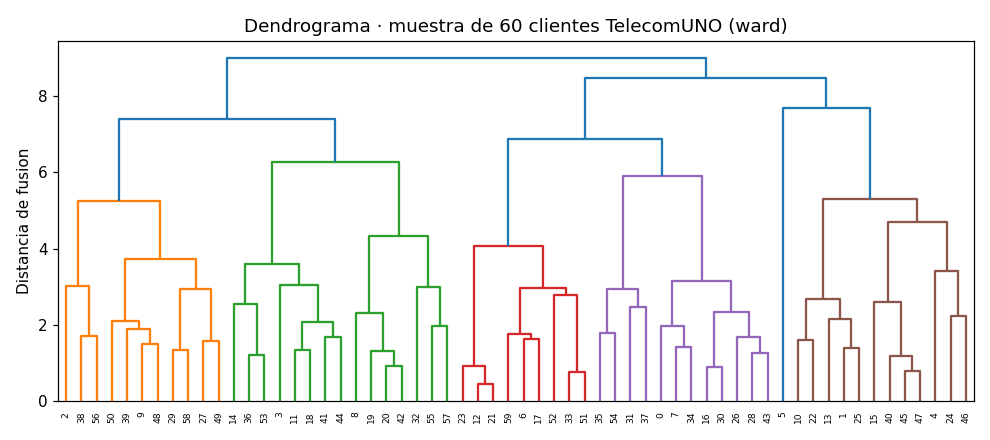 Dendrograma · muestra de 60 clientes TelecomUNO (ward)
Distancia de fusion
8
6
4
2
0
2 38 56 50 39 9 48 29 58 27 49 14 36 53 3 11 18 41 44 8 19 20 42 32 55 57 23 12 21 59 6 17 52 33 51 35 54 31 37 0 7 34 16 30 26 28 43 5 10 22 13 1 25 15 40 45 47 4 24 46